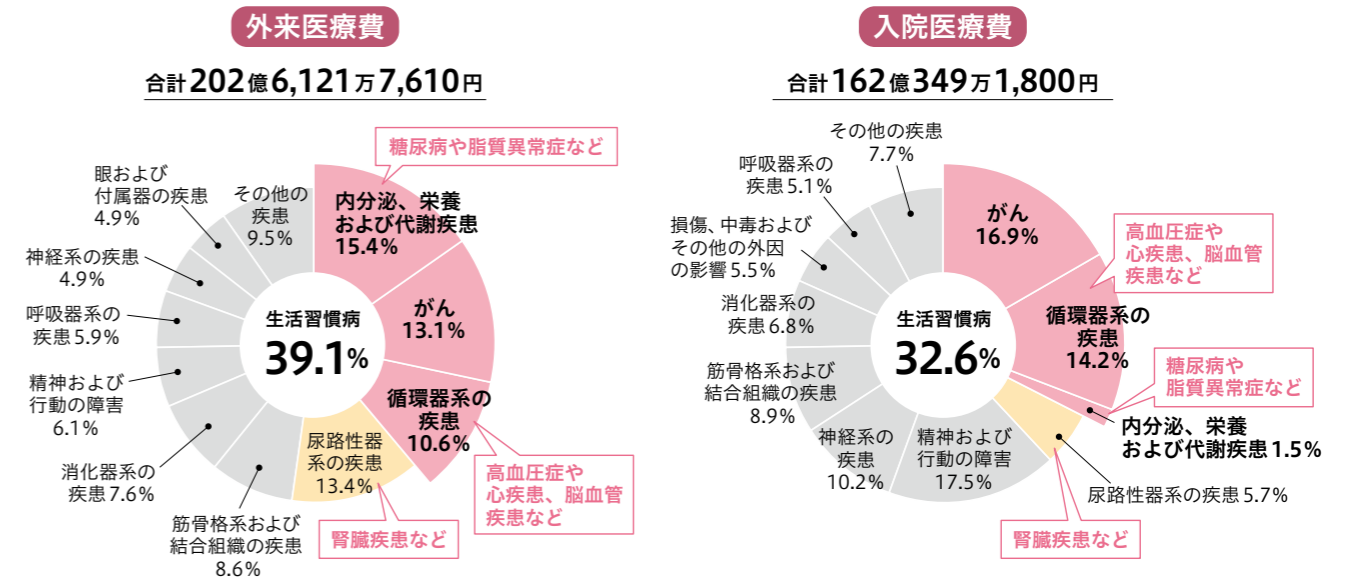 外来医療費
合計202億6,121万7,610円
糖尿病や脂質異常症など
内分泌、栄養
および代謝疾患
15.4%
がん
13.1%
循環器系の
疾患
10.6%
高血圧症や
心疾患、脳血管
疾患など
尿路性器
系の疾患
13.4%
腎臓疾患など
筋骨格系および
結合組織の疾患
8.6%
消化器系の
疾患7.6%
精神および
行動の障害
6.1%
呼吸器系の
疾患5.9%
神経系の疾患
4.9%
眼および
付属器の疾患
4.9%
その他の
疾患
9.5%
生活習慣病
39.1%
入院医療費
合計162億349万1,800円
がん
16.9%
高血圧症や
心疾患、脳血管
疾患など
循環器系の
疾患
14.2%
糖尿病や
脂質異常症など
内分泌、栄養
および代謝疾患1.5%
尿路性器系の疾患5.7%
腎臓疾患など
精神および
行動の障害
17.5%
神経系の
疾患
10.2%
筋骨格系および
結合組織の疾患
8.9%
消化器系の
疾患6.8%
損傷、中毒および
その他の外因
の影響5.5%
呼吸器系の
疾患5.1%
その他の疾患
7.7%
生活習慣病
32.6%